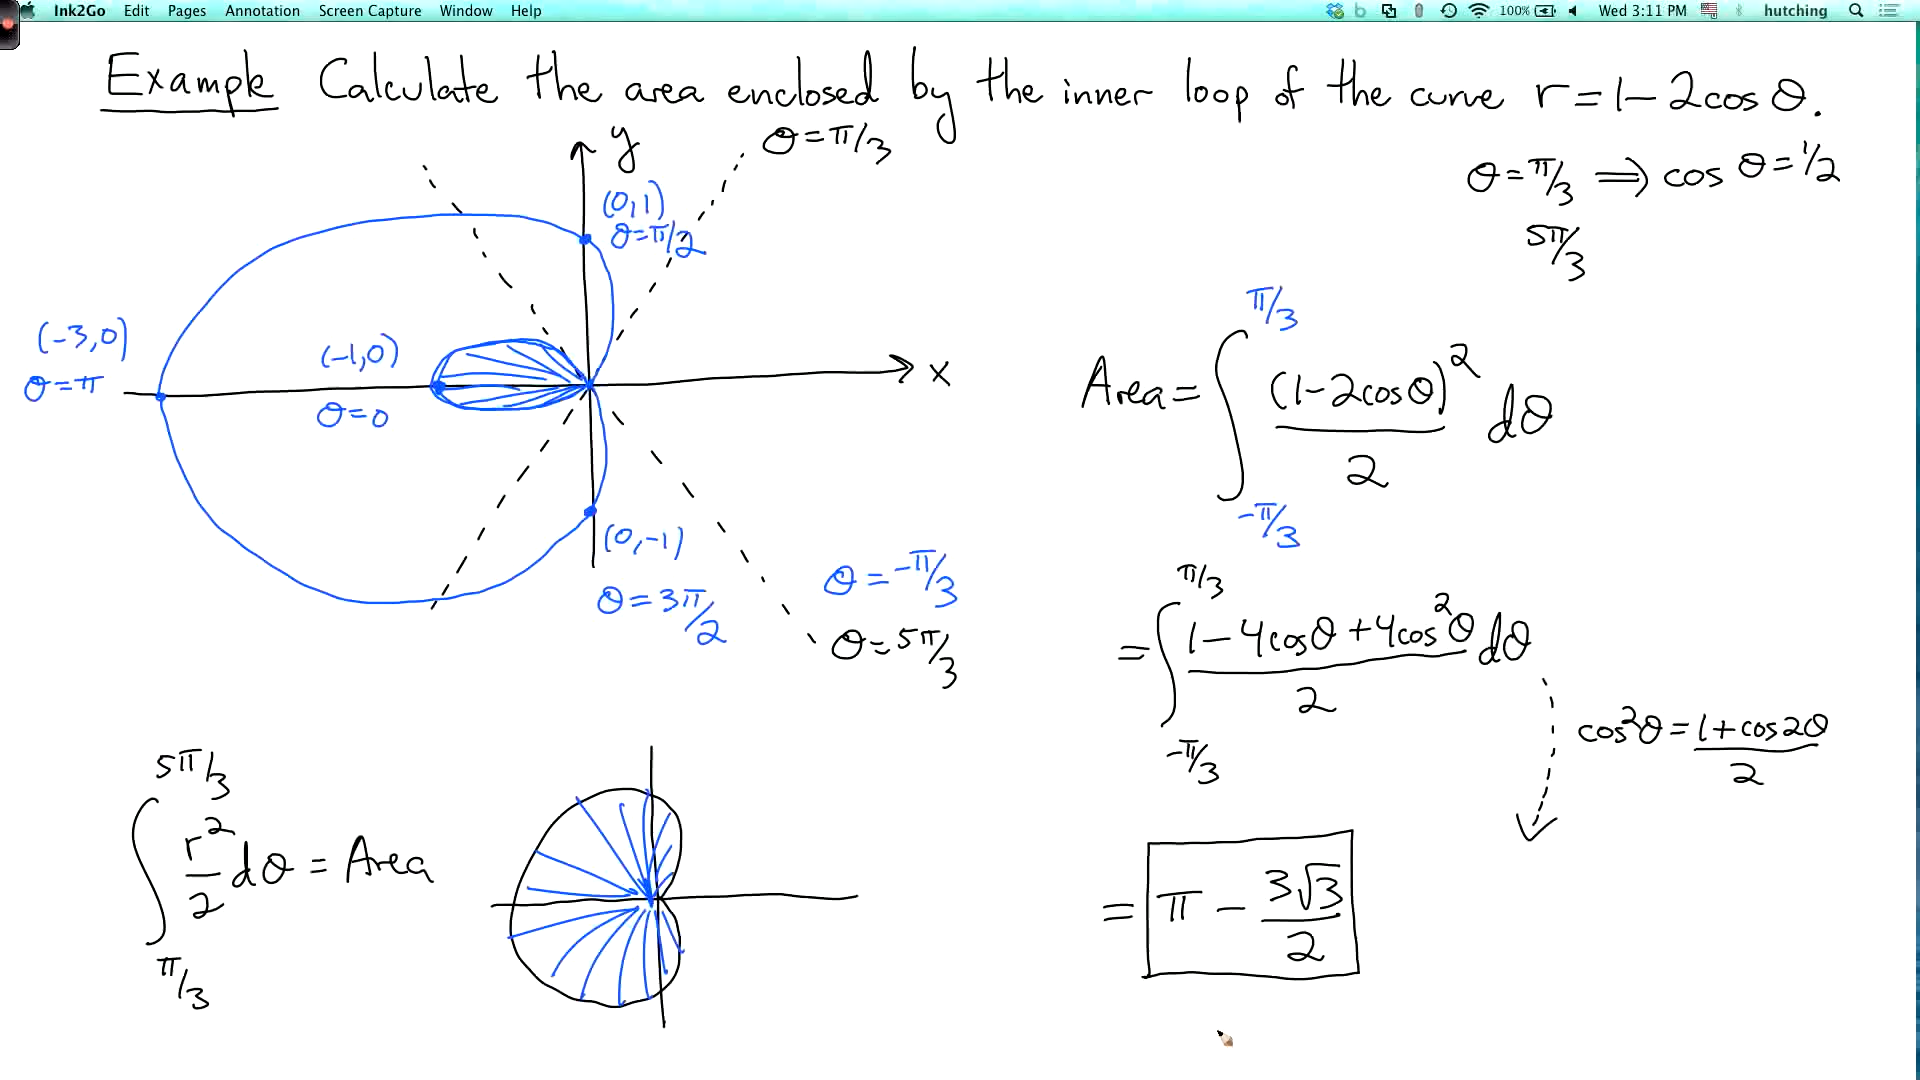 Ink2Go Edit Pages Annotation Screen Capture Window Help 100% Wed 3:11 PM hutching
Example Calculate the area enclosed by the inner loop of the curve r = 1 - 2cos θ.
y
θ = π/3
θ = π/3 ⟹ cos θ = 1/2
5π/3
(0,1)
θ = π/2
(-3,0)
θ = π
(-1,0)
θ = 0
x
(0,-1)
θ = 3π/2
θ = -π/3
θ = 5π/3
Area = ∫_{-π/3}^{π/3} (1-2cosθ)²/2 dθ
= ∫_{-π/3}^{π/3} (1-4cosθ+4cos²θ)/2 dθ
cos²θ = (1+cos2θ)/2
= π - 3√3/2
∫_{π/3}^{5π/3} r²/2 dθ = Area